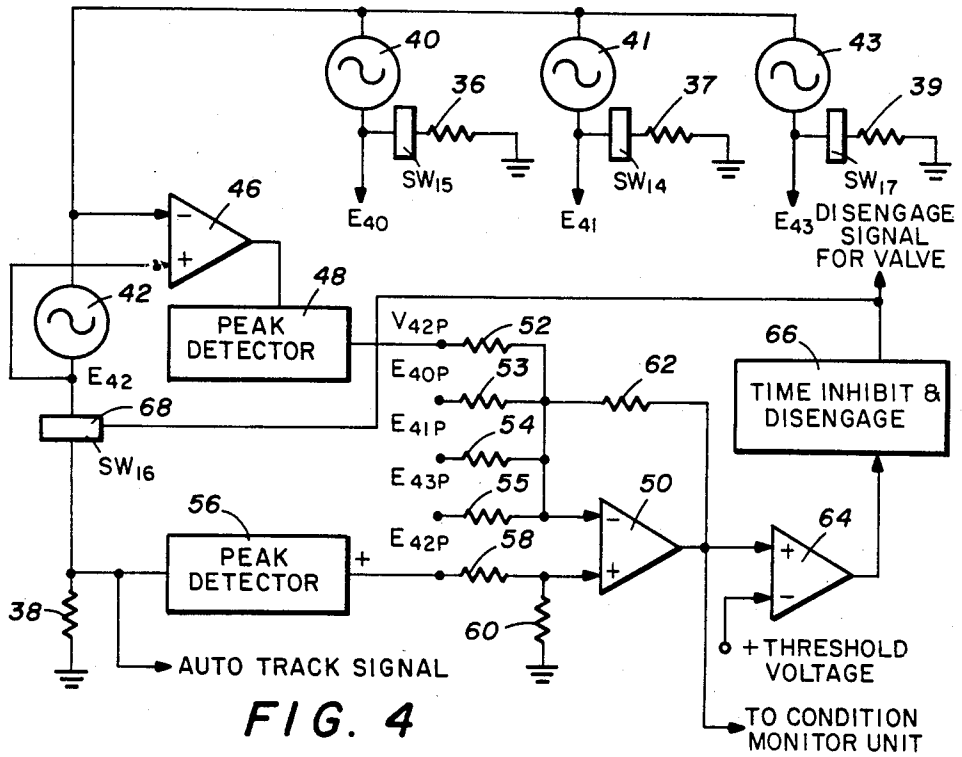 40
41
43
36
37
39
SW15
SW14
SW17
E40
E41
E43
DISENGAGE
SIGNAL
FOR VALVE
46
42
48
PEAK
DETECTOR
V42P
52
E40P
53
E41P
54
E43P
55
E42P
58
62
66
TIME INHIBIT &
DISENGAGE
E42
68
SW16
56
PEAK
DETECTOR
+
-
+
50
-
+
64
+
-
38
60
AUTO TRACK SIGNAL
+ THRESHOLD
VOLTAGE
FIG. 4
TO CONDITION
MONITOR UNIT